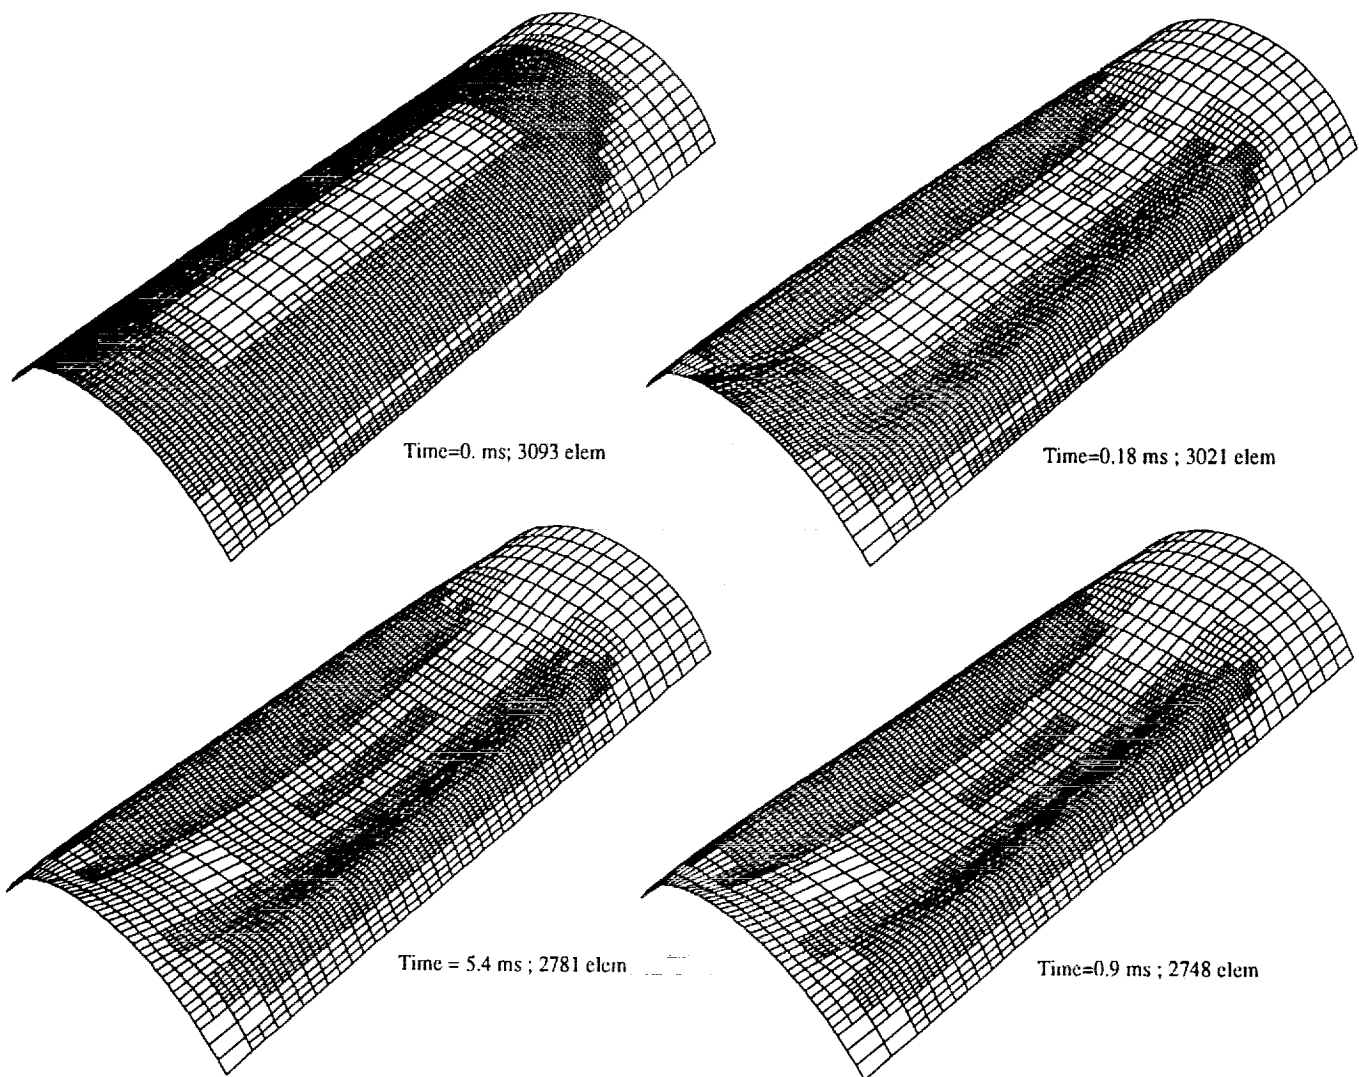 Time=0. ms; 3093 elem
Time=0.18 ms ; 3021 elem
Time = 5.4 ms ; 2781 elem
Time=0.9 ms ; 2748 elem